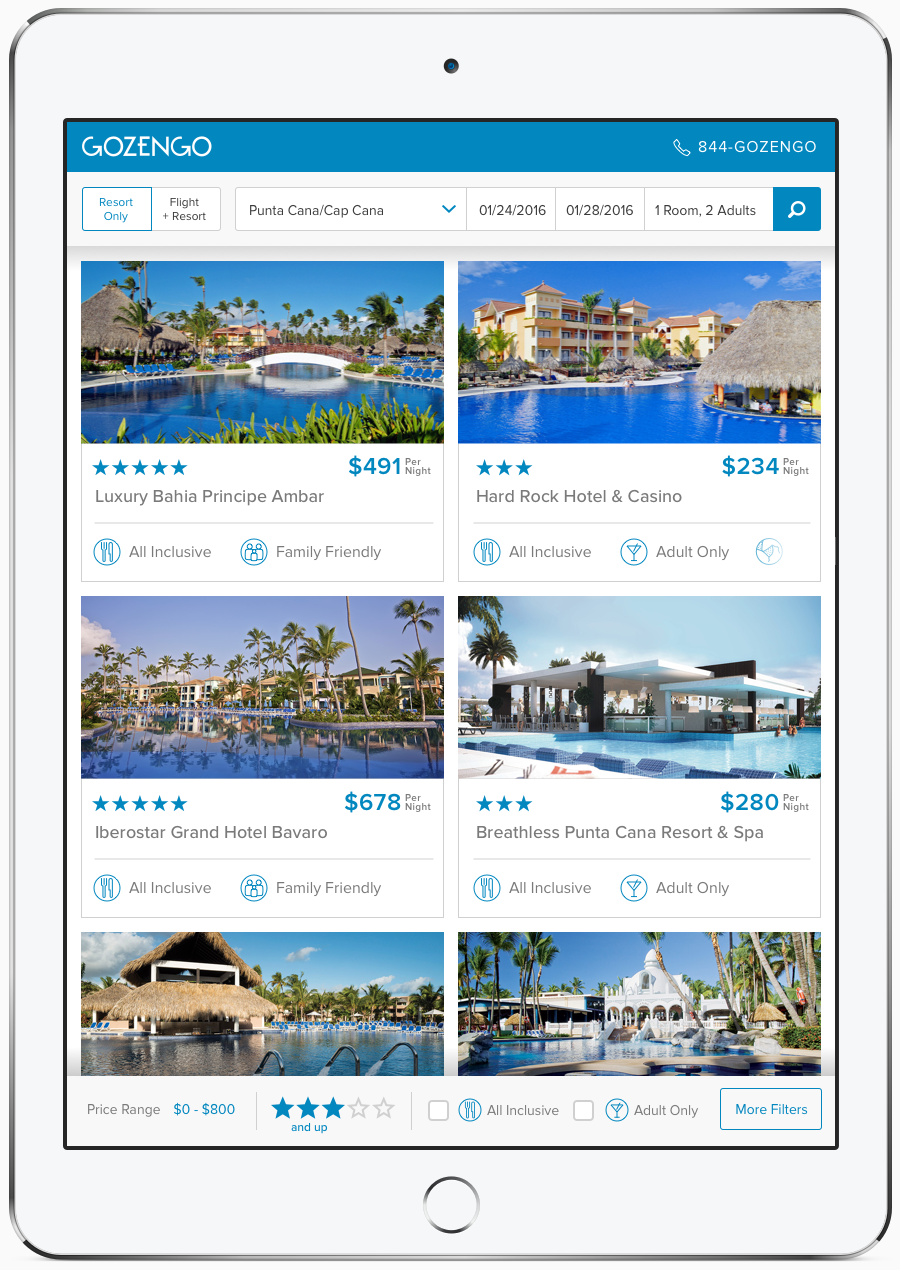 GOZENGO
844-GOZENGO
Resort
Only
Flight
+ Resort
Punta Cana/Cap Cana
01/24/2016
01/28/2016
1 Room, 2 Adults
$491 Per
Night
Luxury Bahia Principe Ambar
All Inclusive
Family Friendly
$234 Per
Night
Hard Rock Hotel & Casino
All Inclusive
Adult Only
$678 Per
Night
Iberostar Grand Hotel Bavaro
All Inclusive
Family Friendly
$280 Per
Night
Breathless Punta Cana Resort & Spa
All Inclusive
Adult Only
Price Range $0 - $800
and up
All Inclusive
Adult Only
More Filters